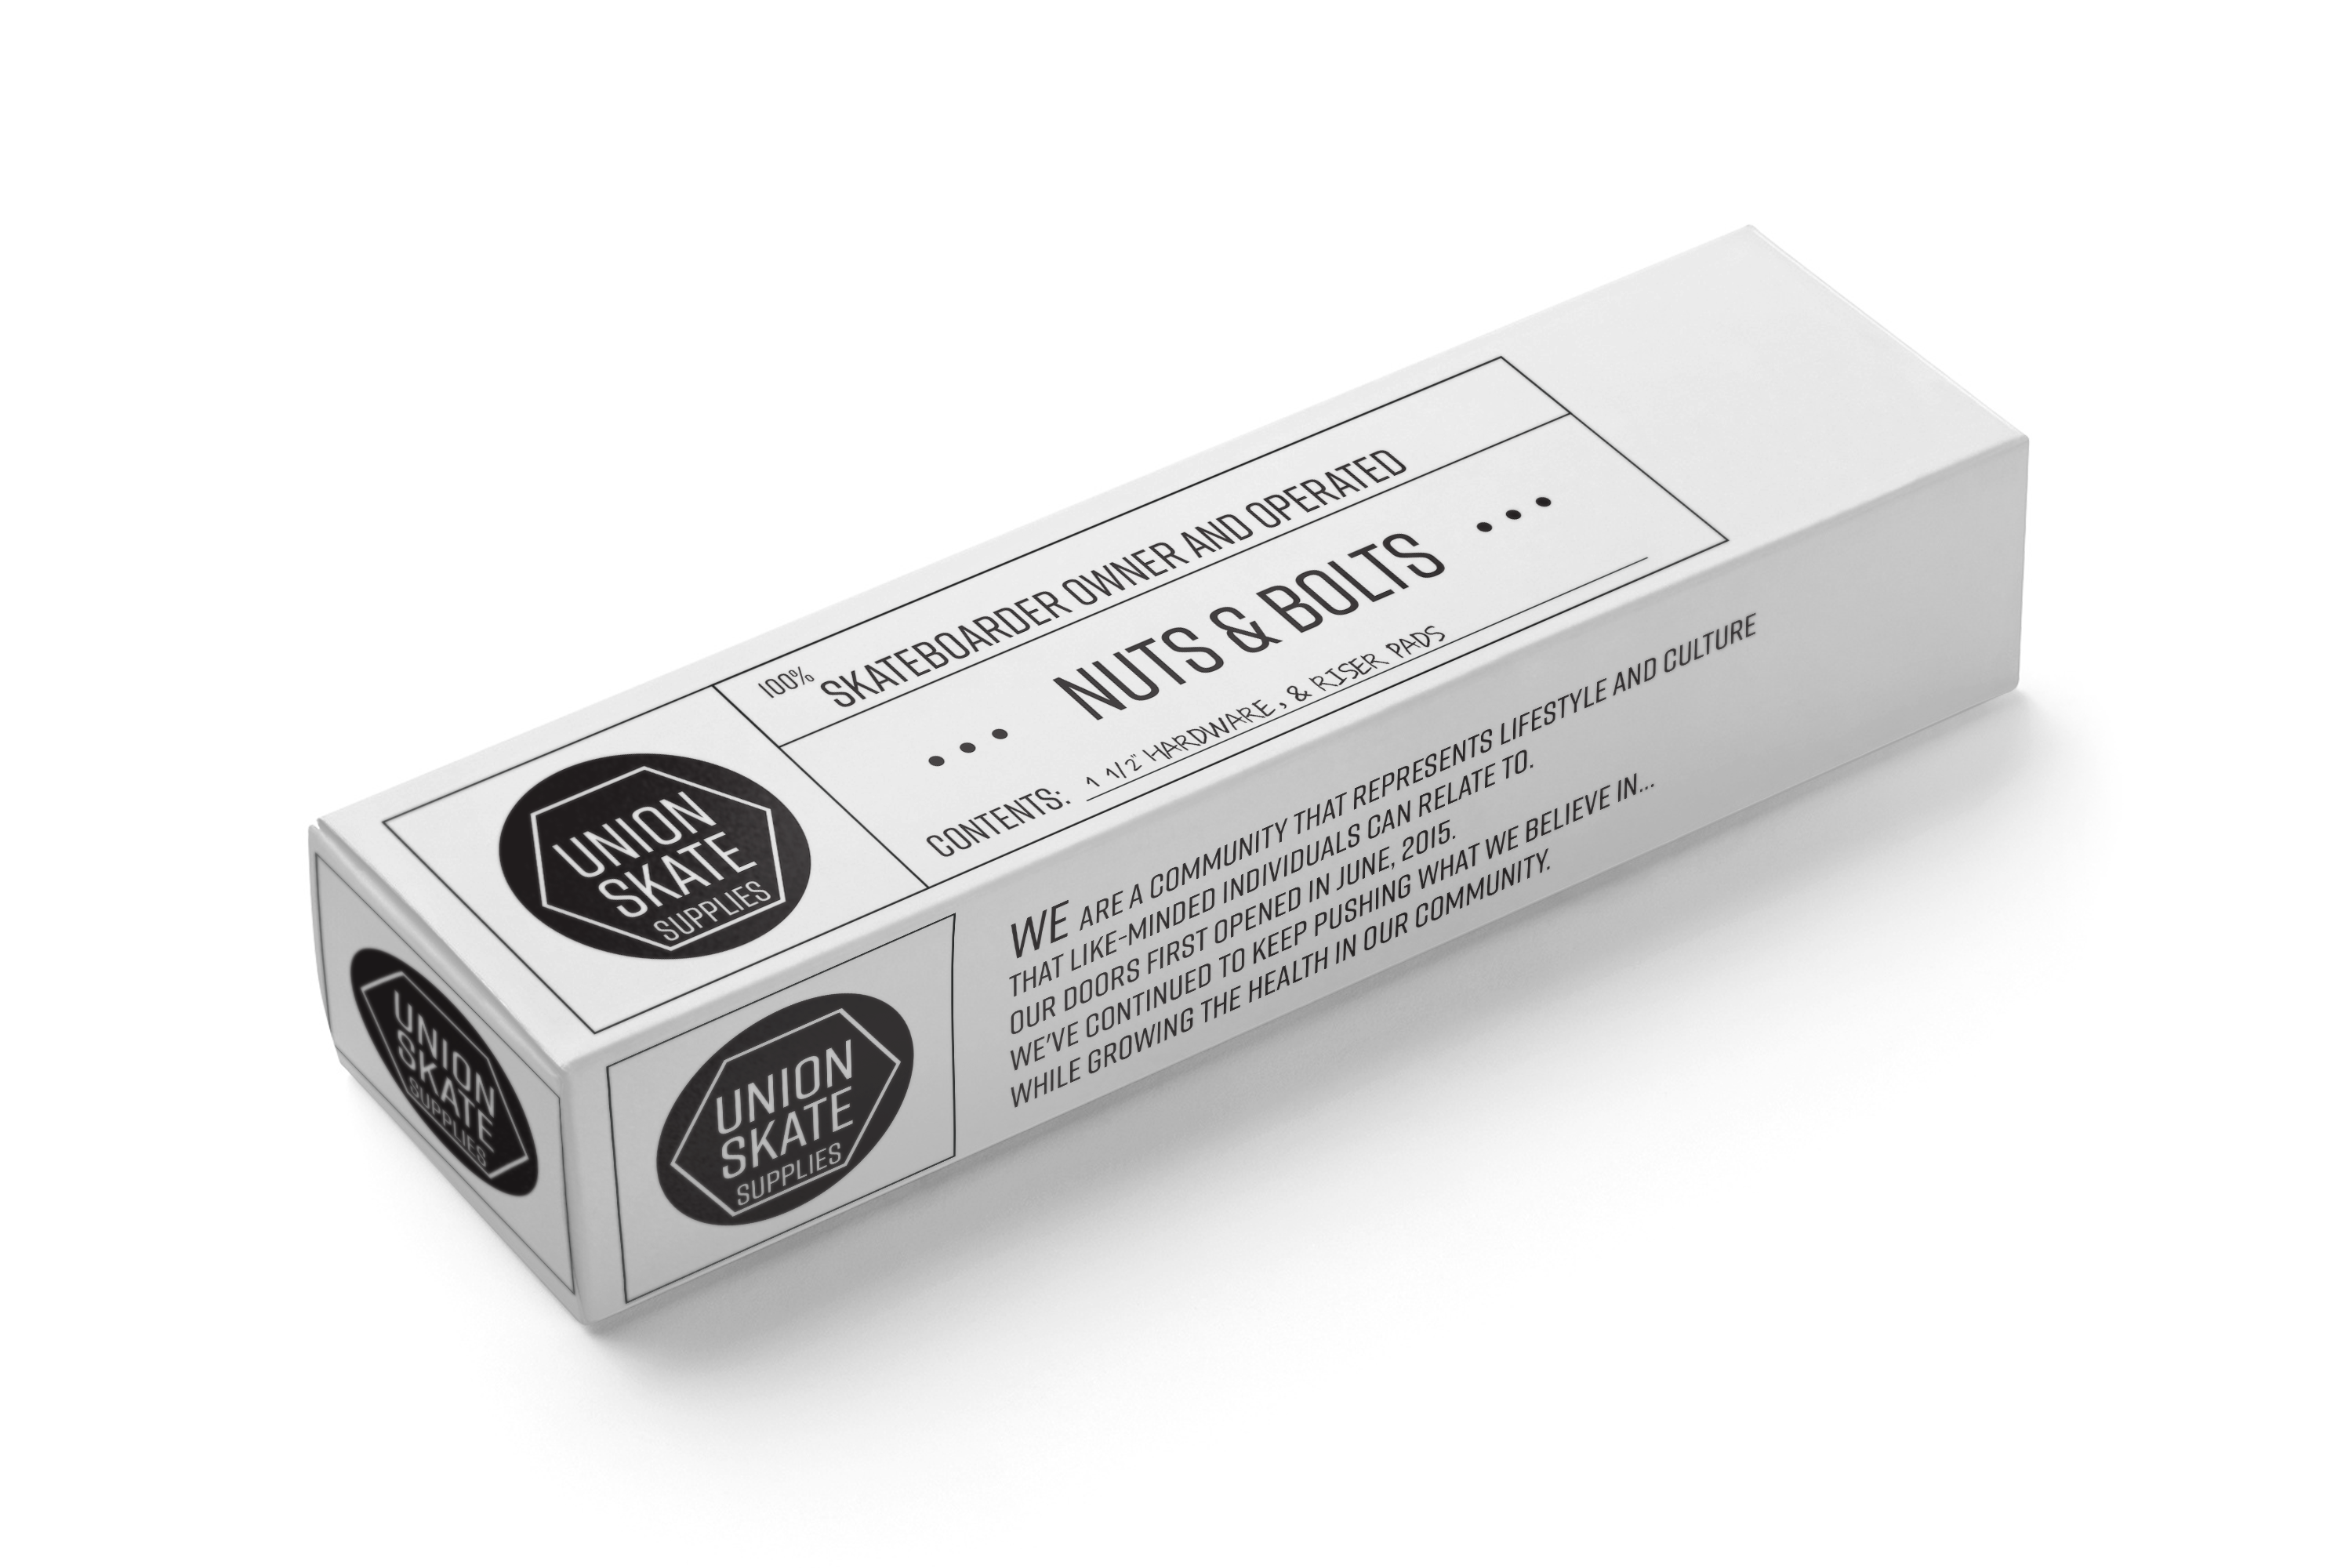 100% SKATEBOARDER OWNER AND OPERATED
••• NUTS & BOLTS •••
CONTENTS: 1 1/2" HARDWARE, & RISER PADS
UNION
SKATE
SUPPLIES
UNION
SKATE
SUPPLIES
UNION
SKATE
SUPPLIES
WE ARE A COMMUNITY THAT REPRESENTS LIFESTYLE AND CULTURE
THAT LIKE-MINDED INDIVIDUALS CAN RELATE TO.
OUR DOORS FIRST OPENED IN JUNE, 2015.
WE'VE CONTINUED TO KEEP PUSHING WHAT WE BELIEVE IN...
WHILE GROWING THE HEALTH IN OUR COMMUNITY.